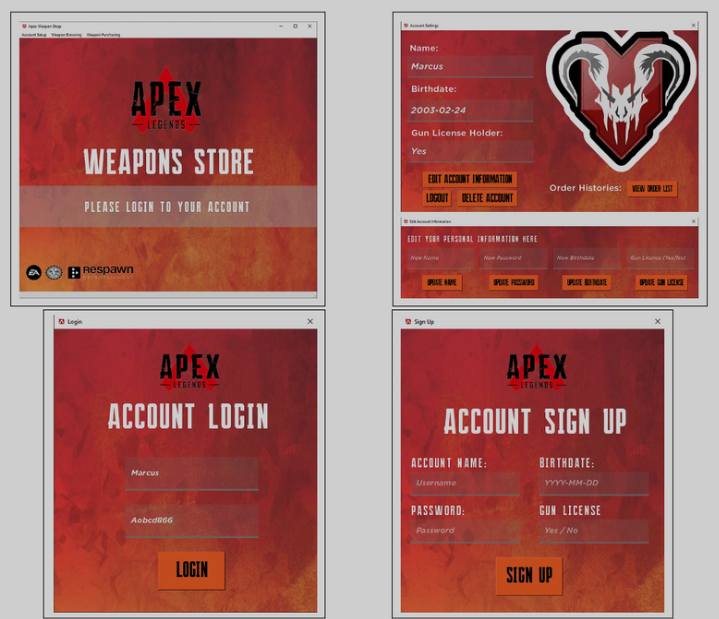 Apex Weapon Shop
Account Setup Weapon Browsing Weapon Purchasing
APEX
LEGENDS
WEAPONS STORE
PLEASE LOGIN TO YOUR ACCOUNT
EA
Respawn
Account Settings
Name:
Marcus
Birthdate:
2003-02-24
Gun License Holder:
Yes
EDIT ACCOUNT INFORMATION
LOGOUT DELETE ACCOUNT
Order Histories: VIEW ORDER LIST
Edit Account Information
EDIT YOUR PERSONAL INFORMATION HERE
New Name New Password New Birthdate Gun License (Yes/No)
UPDATE NAME UPDATE PASSWORD UPDATE BIRTHDATE UPDATE GUN LICENSE
Login
APEX
LEGENDS
ACCOUNT LOGIN
Marcus
Aabcd866
LOGIN
Sign Up
APEX
LEGENDS
ACCOUNT SIGN UP
ACCOUNT NAME: BIRTHDATE:
Username YYYY-MM-DD
PASSWORD: GUN LICENSE
Password Yes / No
SIGN UP